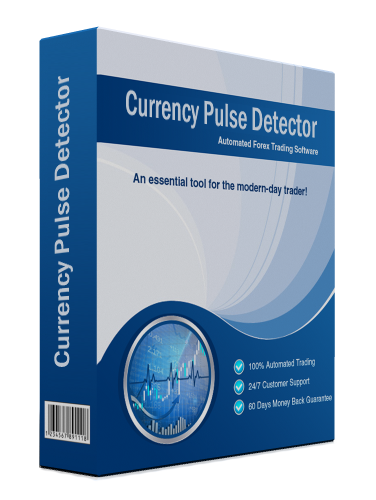 Currency Pulse Detector
Automated Forex Trading Software
An essential tool for the modern-day trader!
100% Automated Trading
24/7 Customer Support
60 Days Money Back Guarantee
Currency Pulse Detector